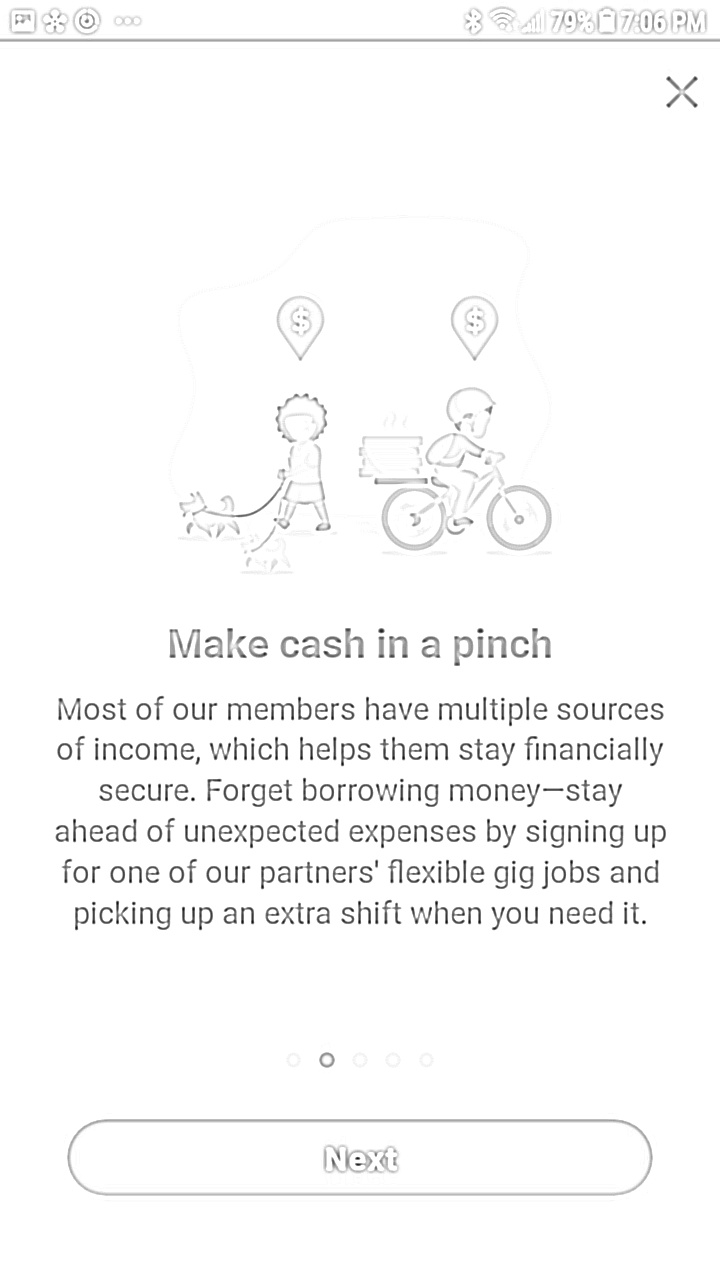 79% 7:06 PM
$ $
Make cash in a pinch
Most of our members have multiple sources
of income, which helps them stay financially
secure. Forget borrowing money—stay
ahead of unexpected expenses by signing up
for one of our partners' flexible gig jobs and
picking up an extra shift when you need it.
Next